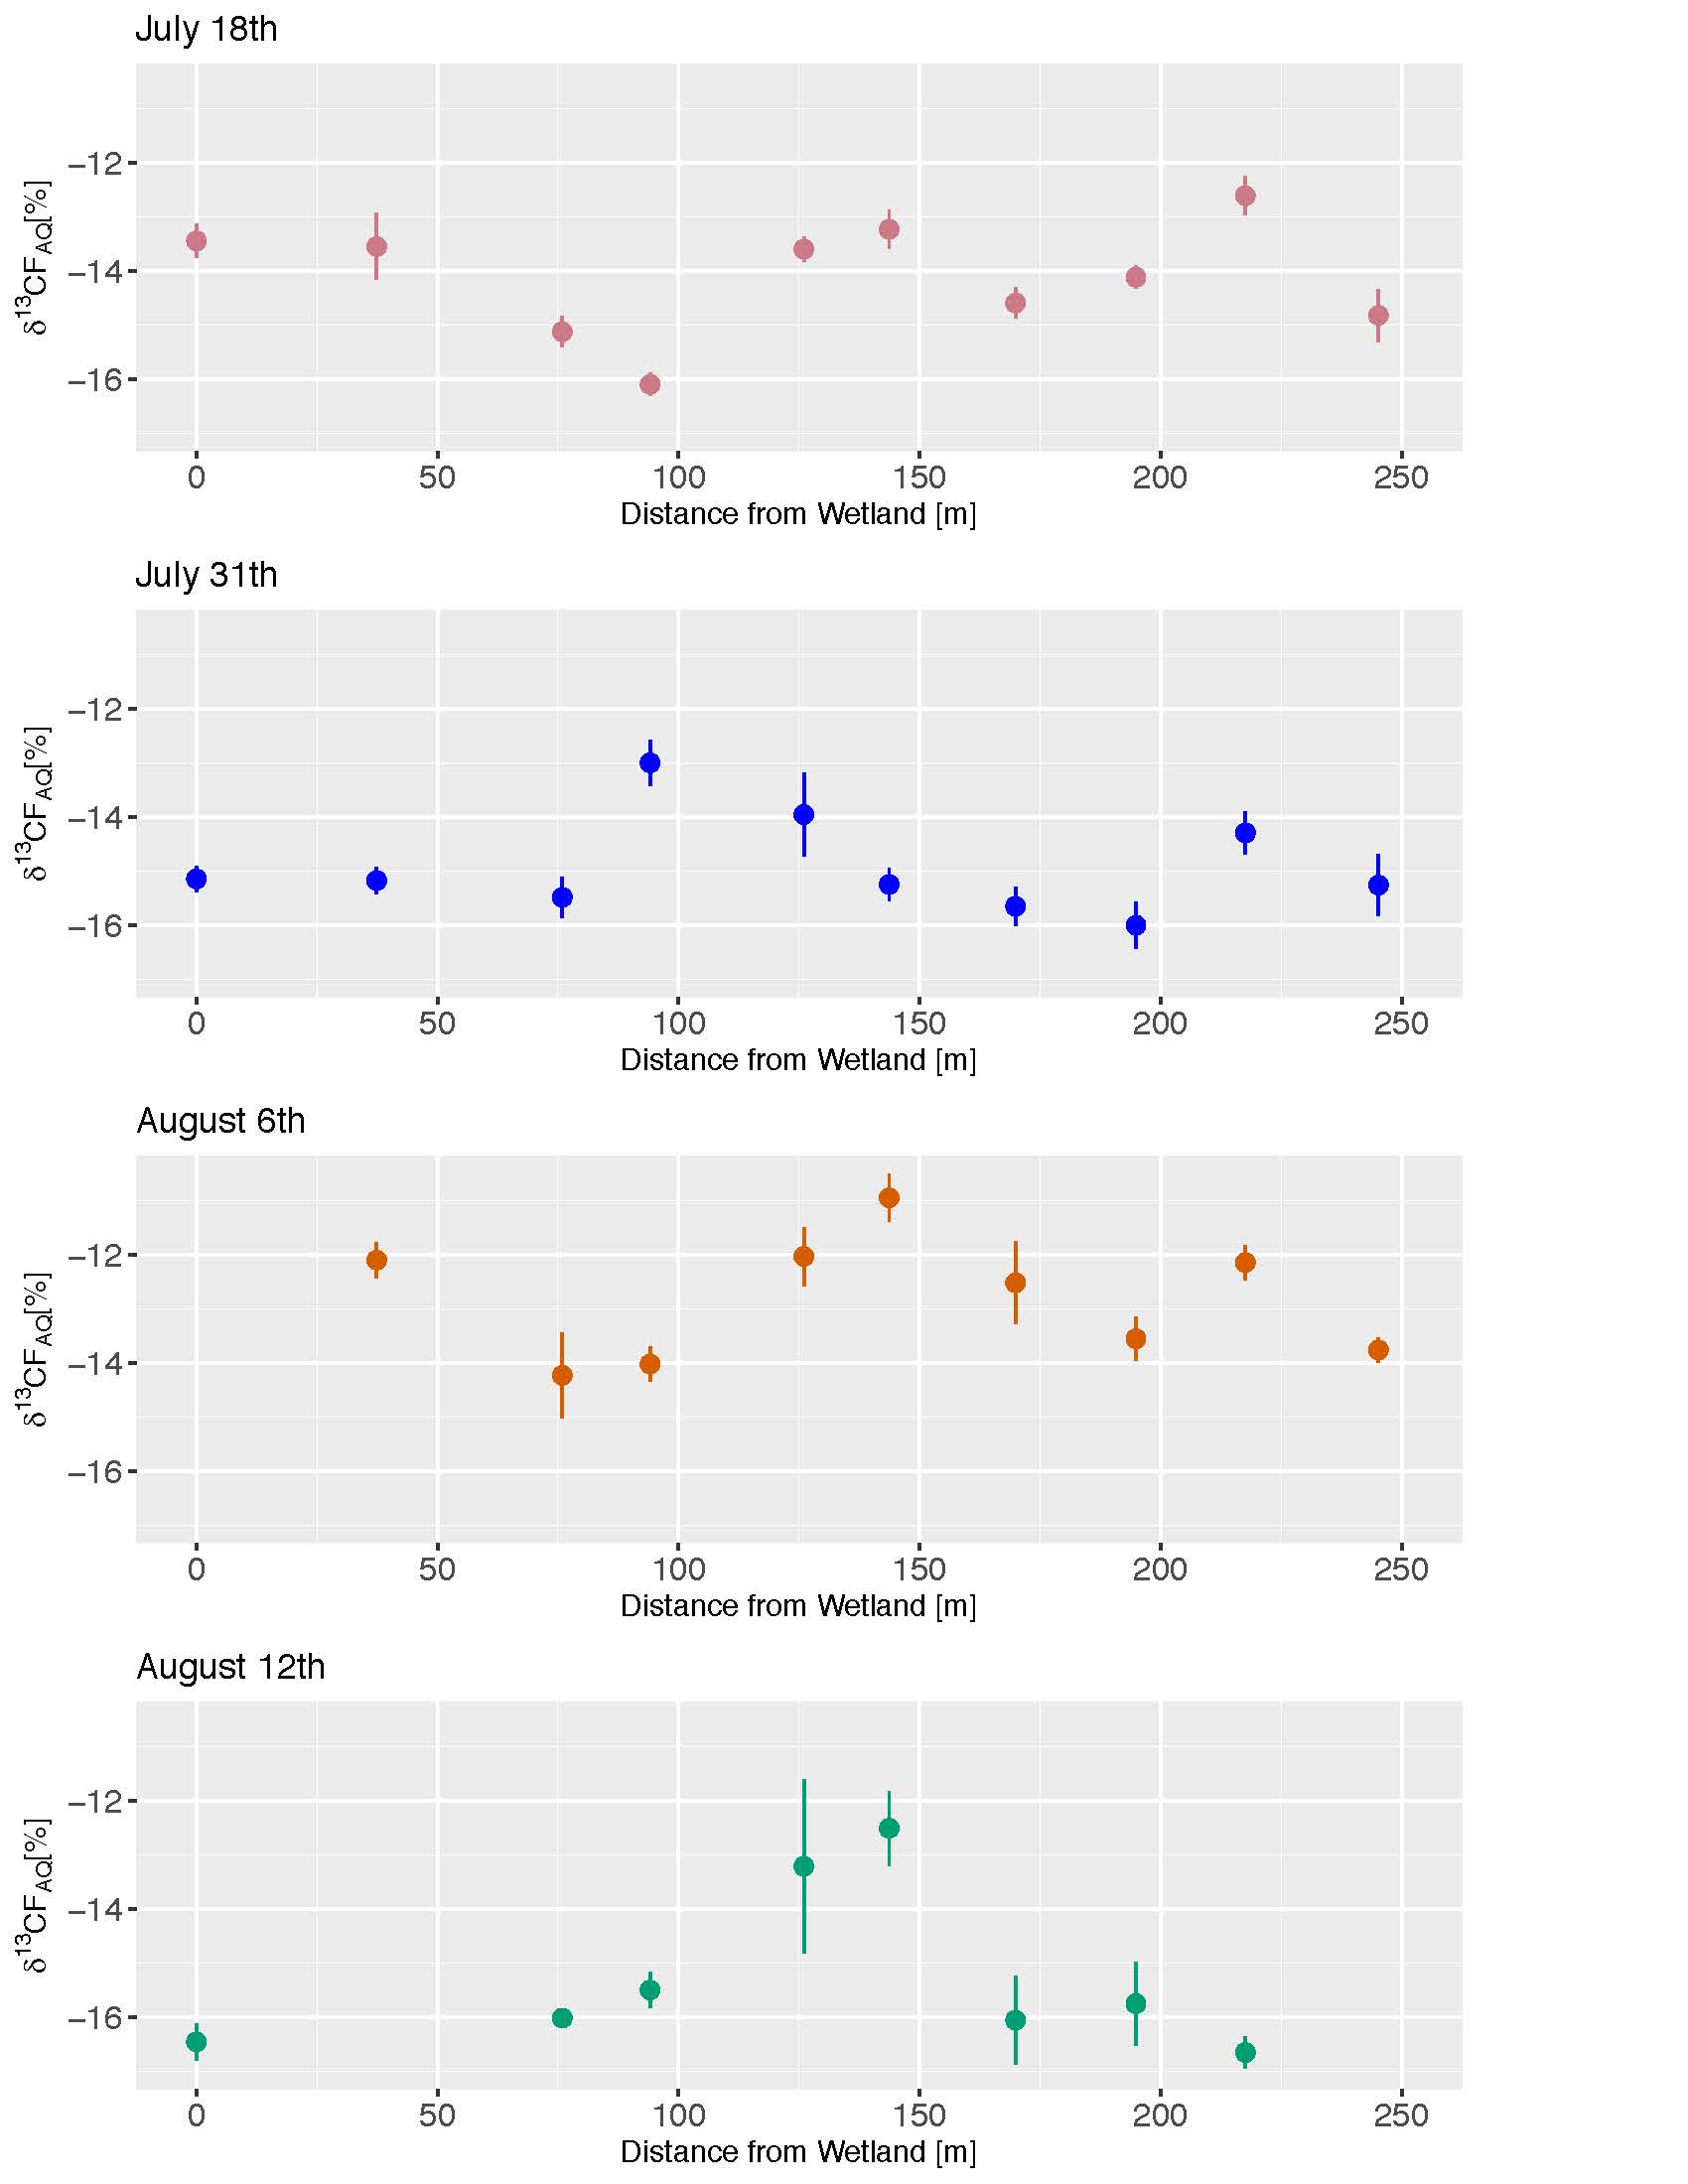 July 18th
δ13CFAQ[%]
−12
−14
−16
0 50 100 150 200 250
Distance from Wetland [m]
July 31th
δ13CFAQ[%]
−12
−14
−16
0 50 100 150 200 250
Distance from Wetland [m]
August 6th
δ13CFAQ[%]
−12
−14
−16
0 50 100 150 200 250
Distance from Wetland [m]
August 12th
δ13CFAQ[%]
−12
−14
−16
0 50 100 150 200 250
Distance from Wetland [m]